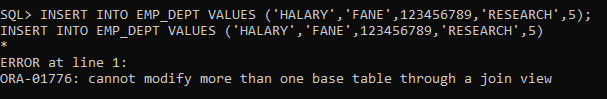 SQL> INSERT INTO EMP_DEPT VALUES ('HALARY','FANE',123456789,'RESEARCH',5);
INSERT INTO EMP_DEPT VALUES ('HALARY','FANE',123456789,'RESEARCH',5)
*
ERROR at line 1:
ORA-01776: cannot modify more than one base table through a join view